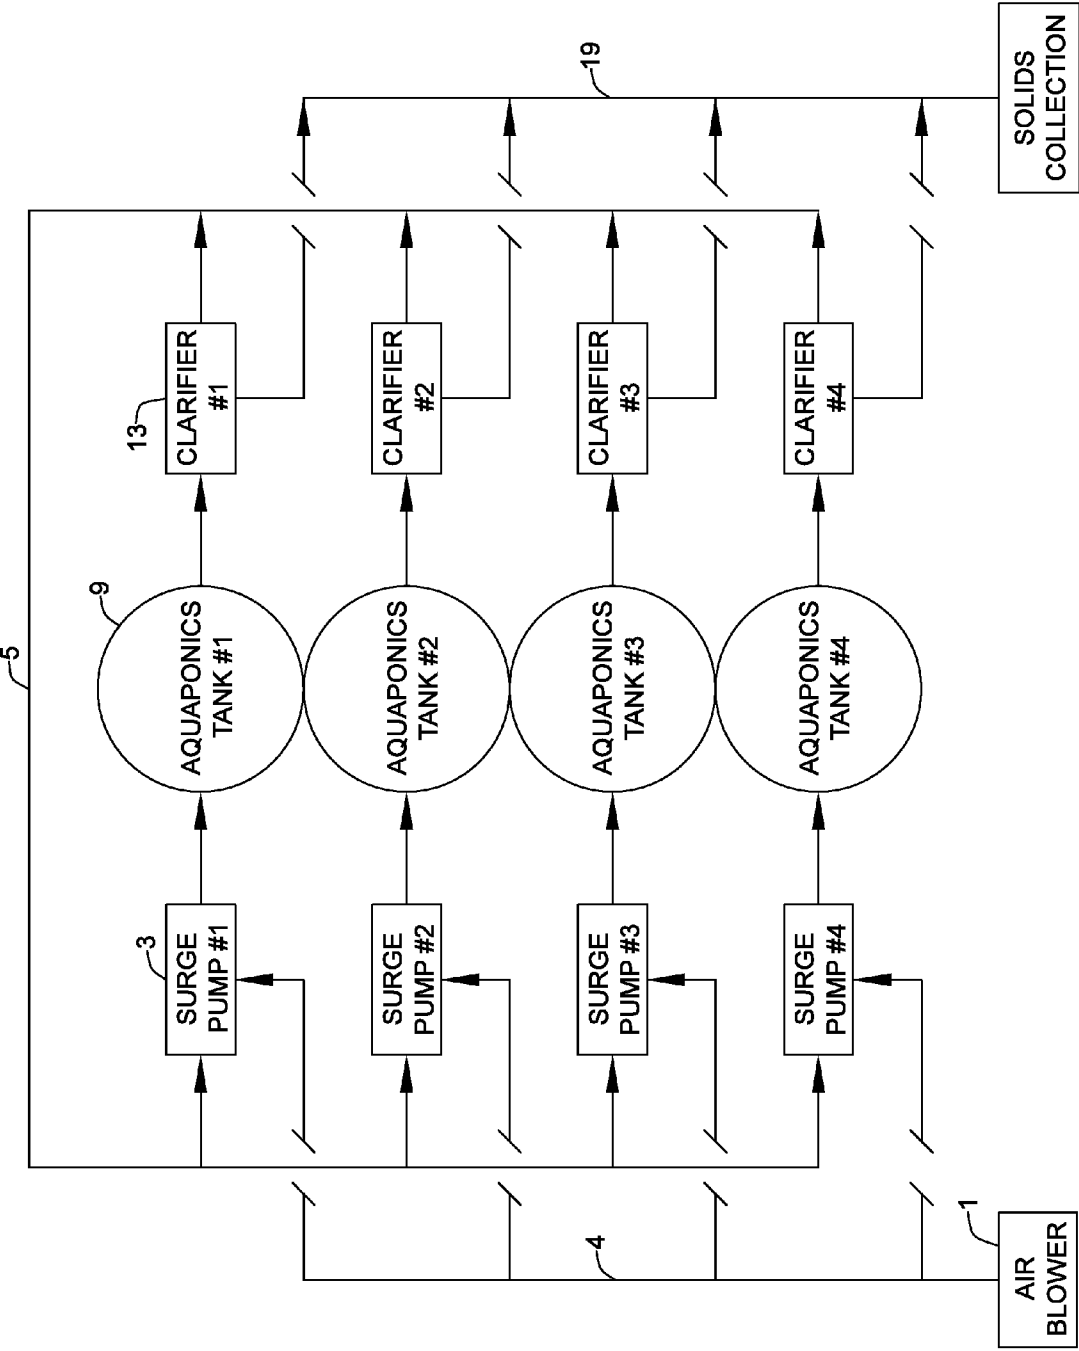 5
AIR
BLOWER
1
4
SURGE
PUMP #1
3
SURGE
PUMP #2
SURGE
PUMP #3
SURGE
PUMP #4
AQUAPONICS
TANK #1
9
AQUAPONICS
TANK #2
AQUAPONICS
TANK #3
AQUAPONICS
TANK #4
CLARIFIER
#1
13
CLARIFIER
#2
CLARIFIER
#3
CLARIFIER
#4
19
SOLIDS
COLLECTION